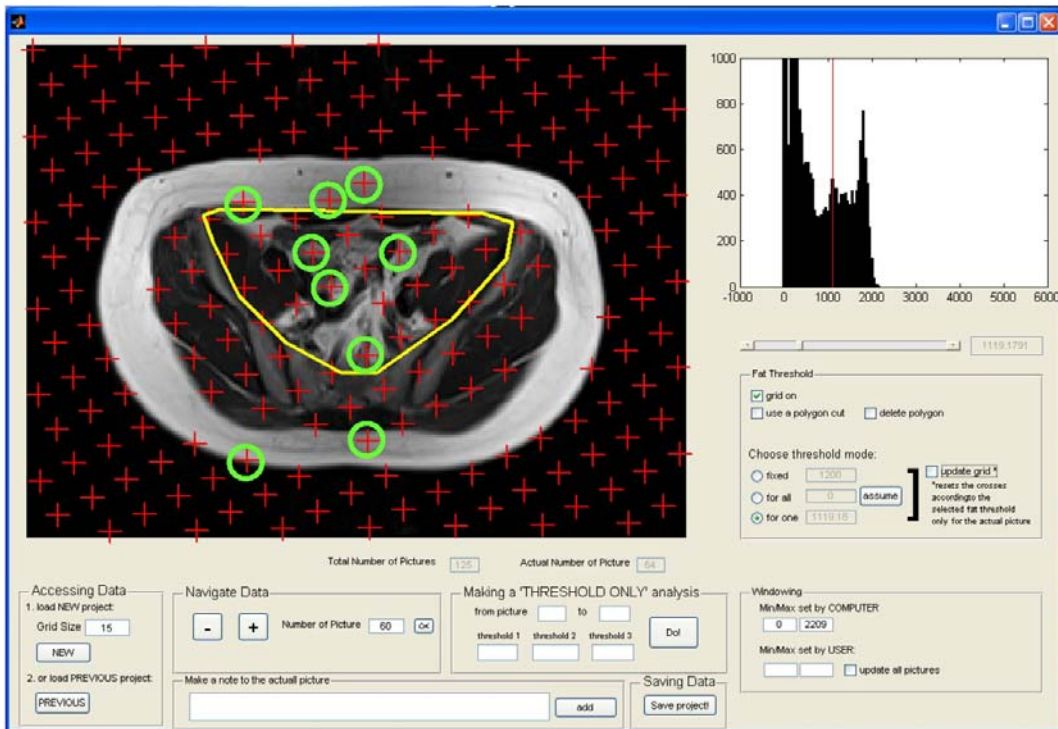 1000
800
600
400
200
0
-1000 0 1000 2000 3000 4000 5000 6000
1119.1791
Fat Threshold
grid on
use a polygon cut delete polygon
Choose threshold mode:
fixed 1200
for all 0 assume
for one 1119.16
update grid *
*resets the crosses
accordingto the
selected fat threshold
only for the actual picture
Total Number of Pictures 125 Actual Number of Picture 64
Accessing Data
1. load NEW project:
Grid Size 15
NEW
2. or load PREVIOUS project:
PREVIOUS
Navigate Data
- + Number of Picture 60 OK
Making a 'THRESHOLD ONLY' analysis
from picture to
threshold 1 threshold 2 threshold 3
Do!
Make a note to the actuall picture
add
Saving Data
Save project!
Windowing
Min/Max set by COMPUTER
0 2209
Min/Max set by USER:
update all pictures